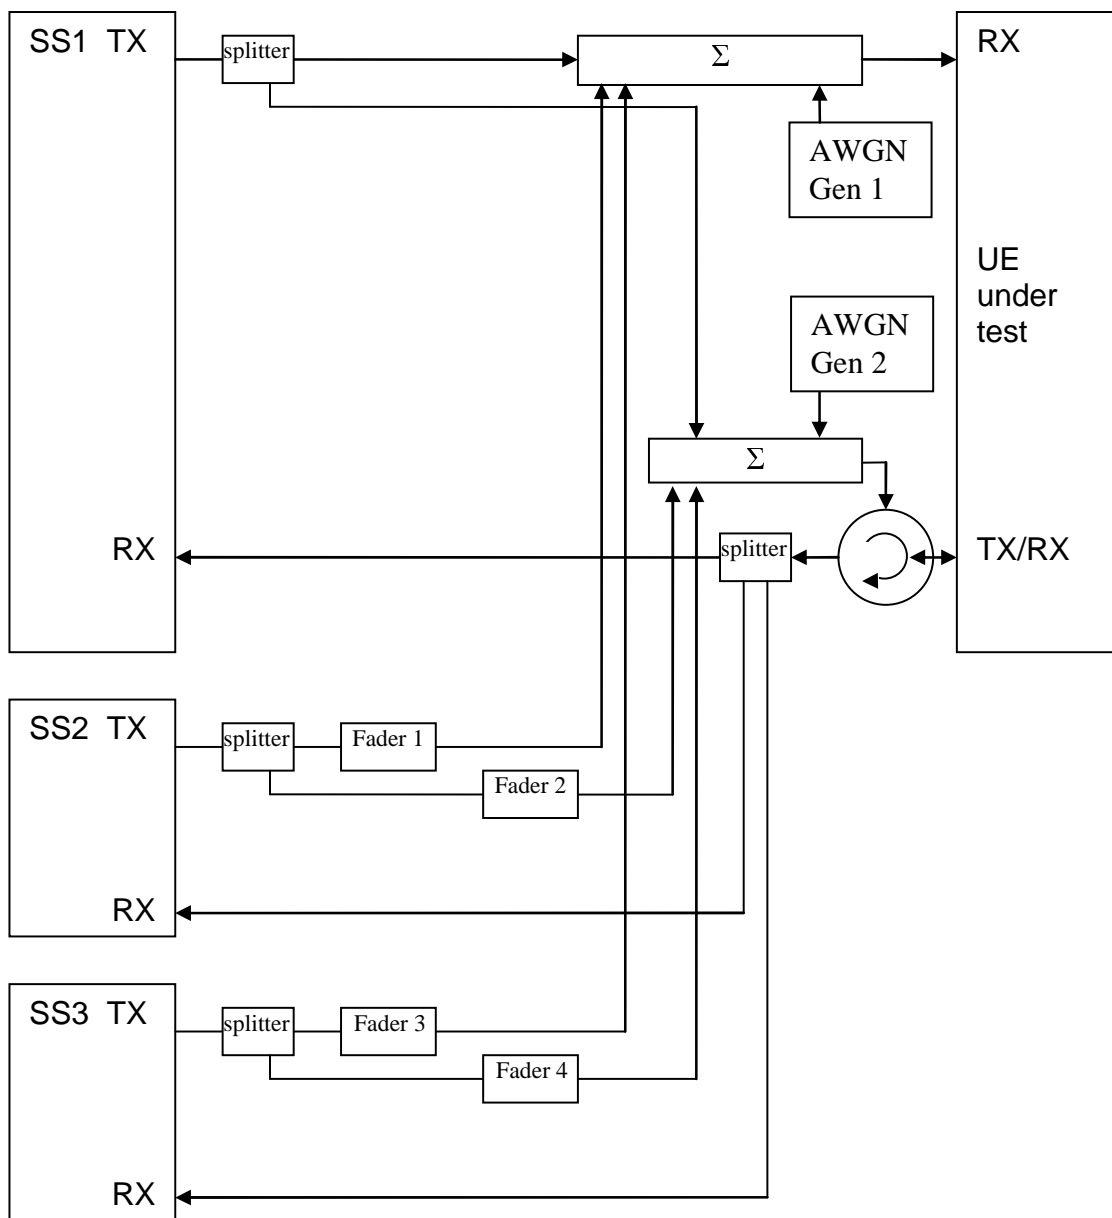 SS1 TX
splitter
Σ
RX
AWGN
Gen 1
UE
under
test
AWGN
Gen 2
Σ
RX
splitter
TX/RX
SS2 TX
splitter
Fader 1
Fader 2
RX
SS3 TX
splitter
Fader 3
Fader 4
RX